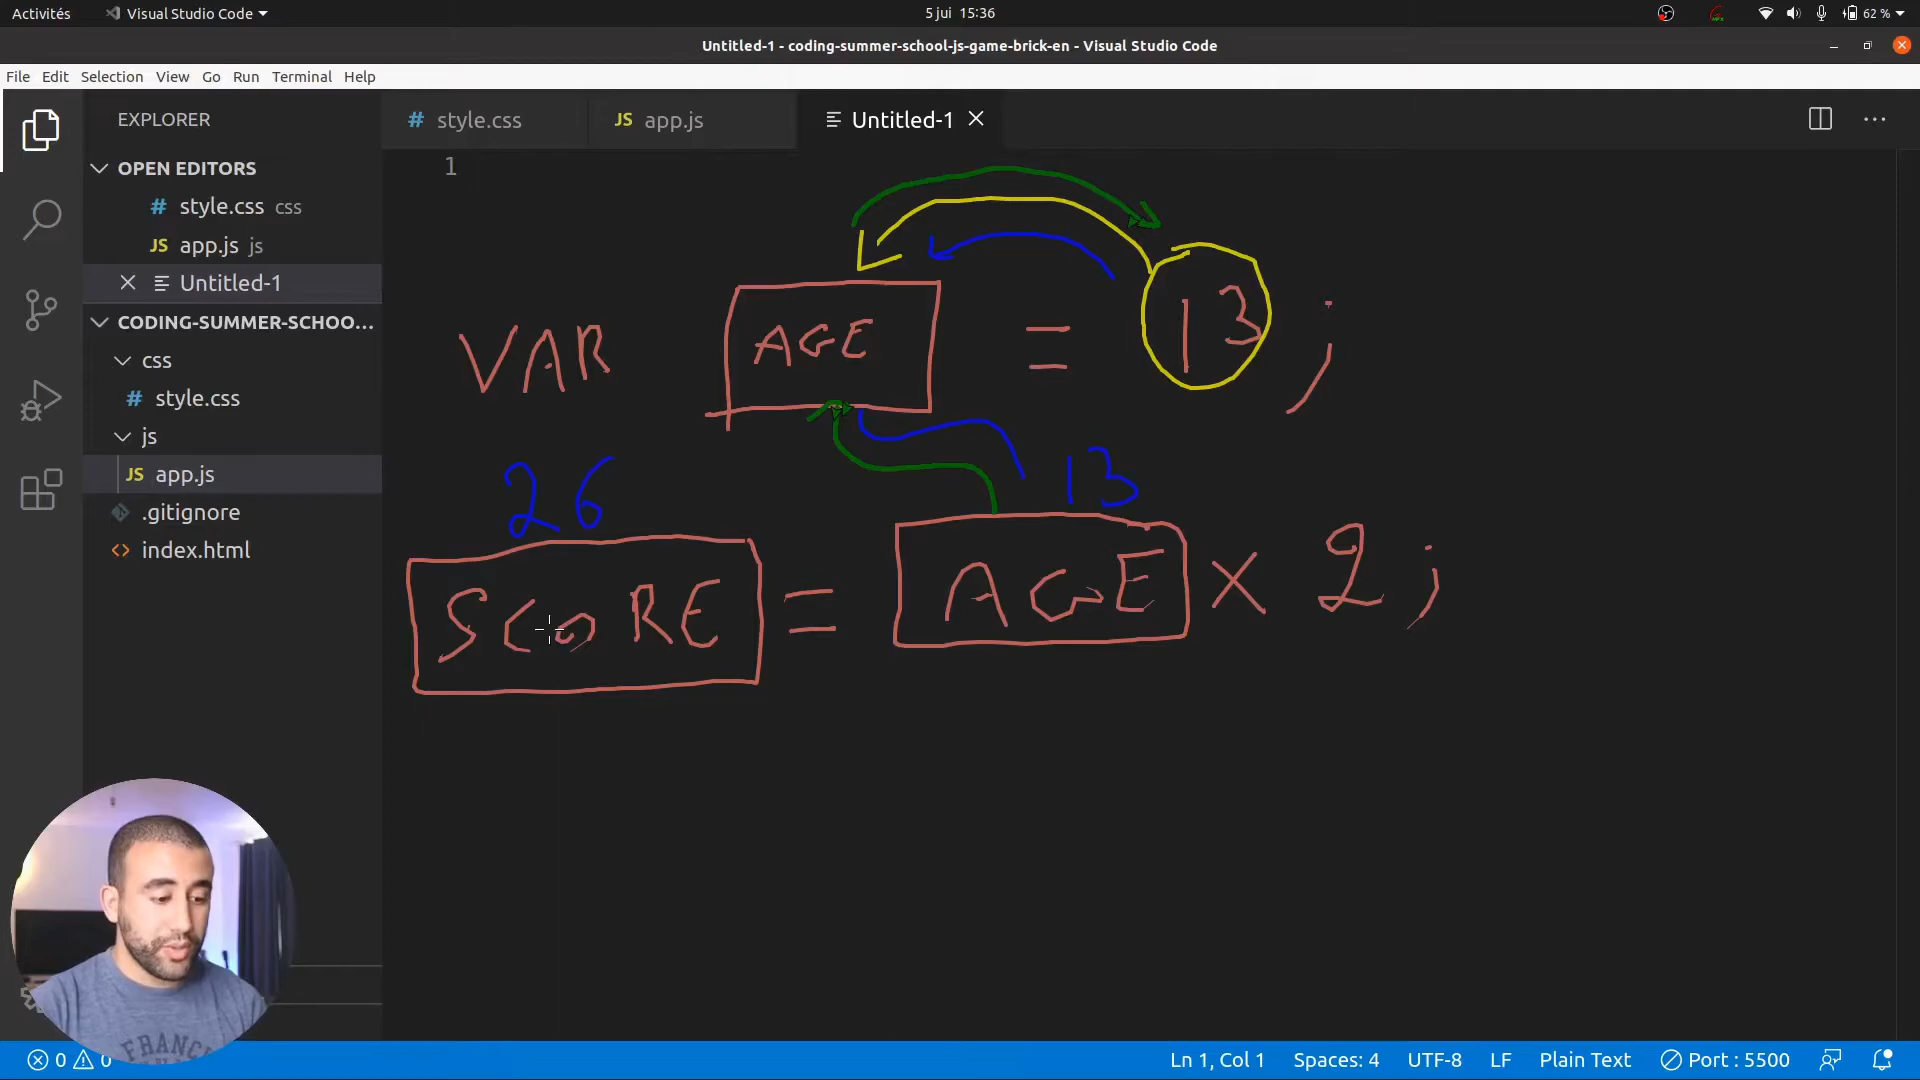 Activités Visual Studio Code 5 jui 15:36 62 %
Untitled-1 - coding-summer-school-js-game-brick-en - Visual Studio Code
File Edit Selection View Go Run Terminal Help
EXPLORER
OPEN EDITORS
# style.css css
JS app.js js
Untitled-1
CODING-SUMMER-SCHOO...
css
# style.css
js
JS app.js
.gitignore
<> index.html
# style.css JS app.js Untitled-1
1
VAR AGE = 13 ;
26 13
SCORE = AGE × 2 ;
FRANCE
0 0 Ln 1, Col 1 Spaces: 4 UTF-8 LF Plain Text Port : 5500